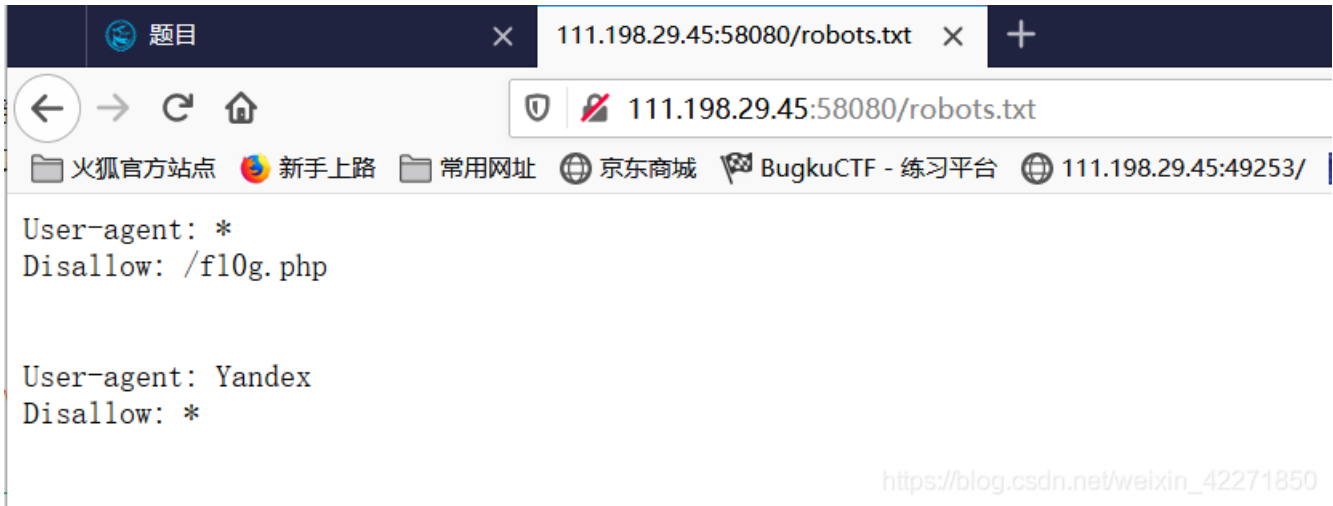 题目
111.198.29.45:58080/robots.txt
111.198.29.45:58080/robots.txt
火狐官方站点 新手上路 常用网址 京东商城 BugkuCTF - 练习平台 111.198.29.45:49253/
User-agent: *
Disallow: /fl0g.php
User-agent: Yandex
Disallow: *
https://blog.csdn.net/weixin_42271850